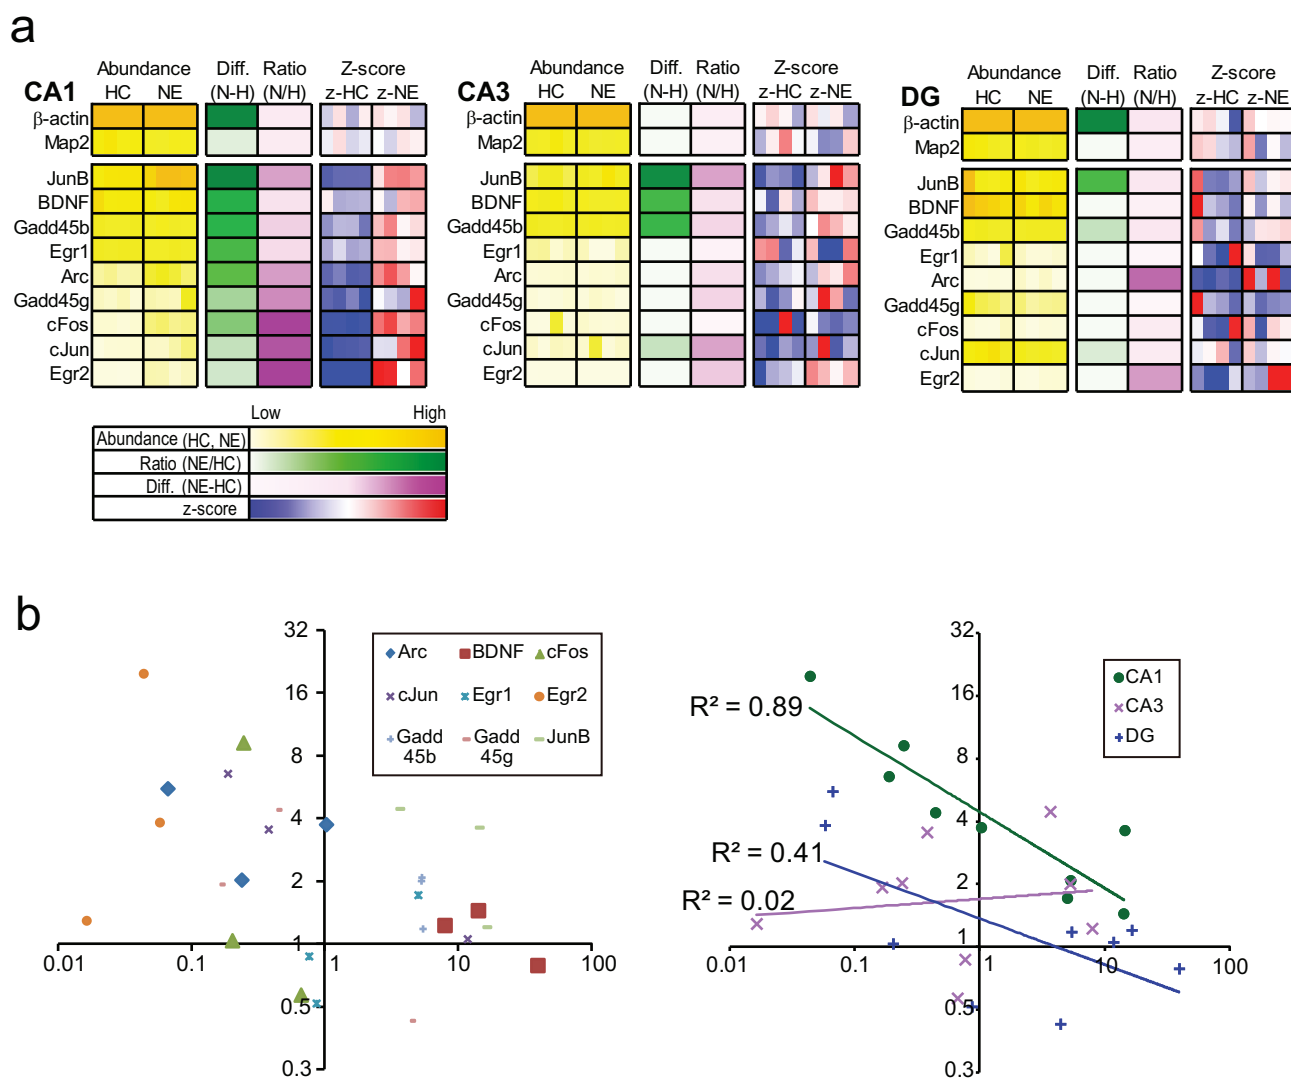 a
CA1
Abundance
HC NE
Diff. (N-H)
Ratio (N/H)
Z-score
z-HC z-NE
β-actin
Map2
JunB
BDNF
Gadd45b
Egr1
Arc
Gadd45g
cFos
cJun
Egr2
CA3
Abundance
HC NE
Diff. (N-H)
Ratio (N/H)
Z-score
z-HC z-NE
β-actin
Map2
JunB
BDNF
Gadd45b
Egr1
Arc
Gadd45g
cFos
cJun
Egr2
DG
Abundance
HC NE
Diff. (N-H)
Ratio (N/H)
Z-score
z-HC z-NE
β-actin
Map2
JunB
BDNF
Gadd45b
Egr1
Arc
Gadd45g
cFos
cJun
Egr2
Low High
Abundance (HC, NE)
Ratio (NE/HC)
Diff. (NE-HC)
z-score
b
32
16
8
4
2
1
0.5
0.3
0.01 0.1 1 10 100
Arc BDNF cFos
cJun Egr1 Egr2
Gadd 45b Gadd 45g JunB
32
16
8
4
2
1
0.5
0.3
0.01 0.1 1 10 100
R² = 0.89
R² = 0.41
R² = 0.02
CA1
CA3
DG